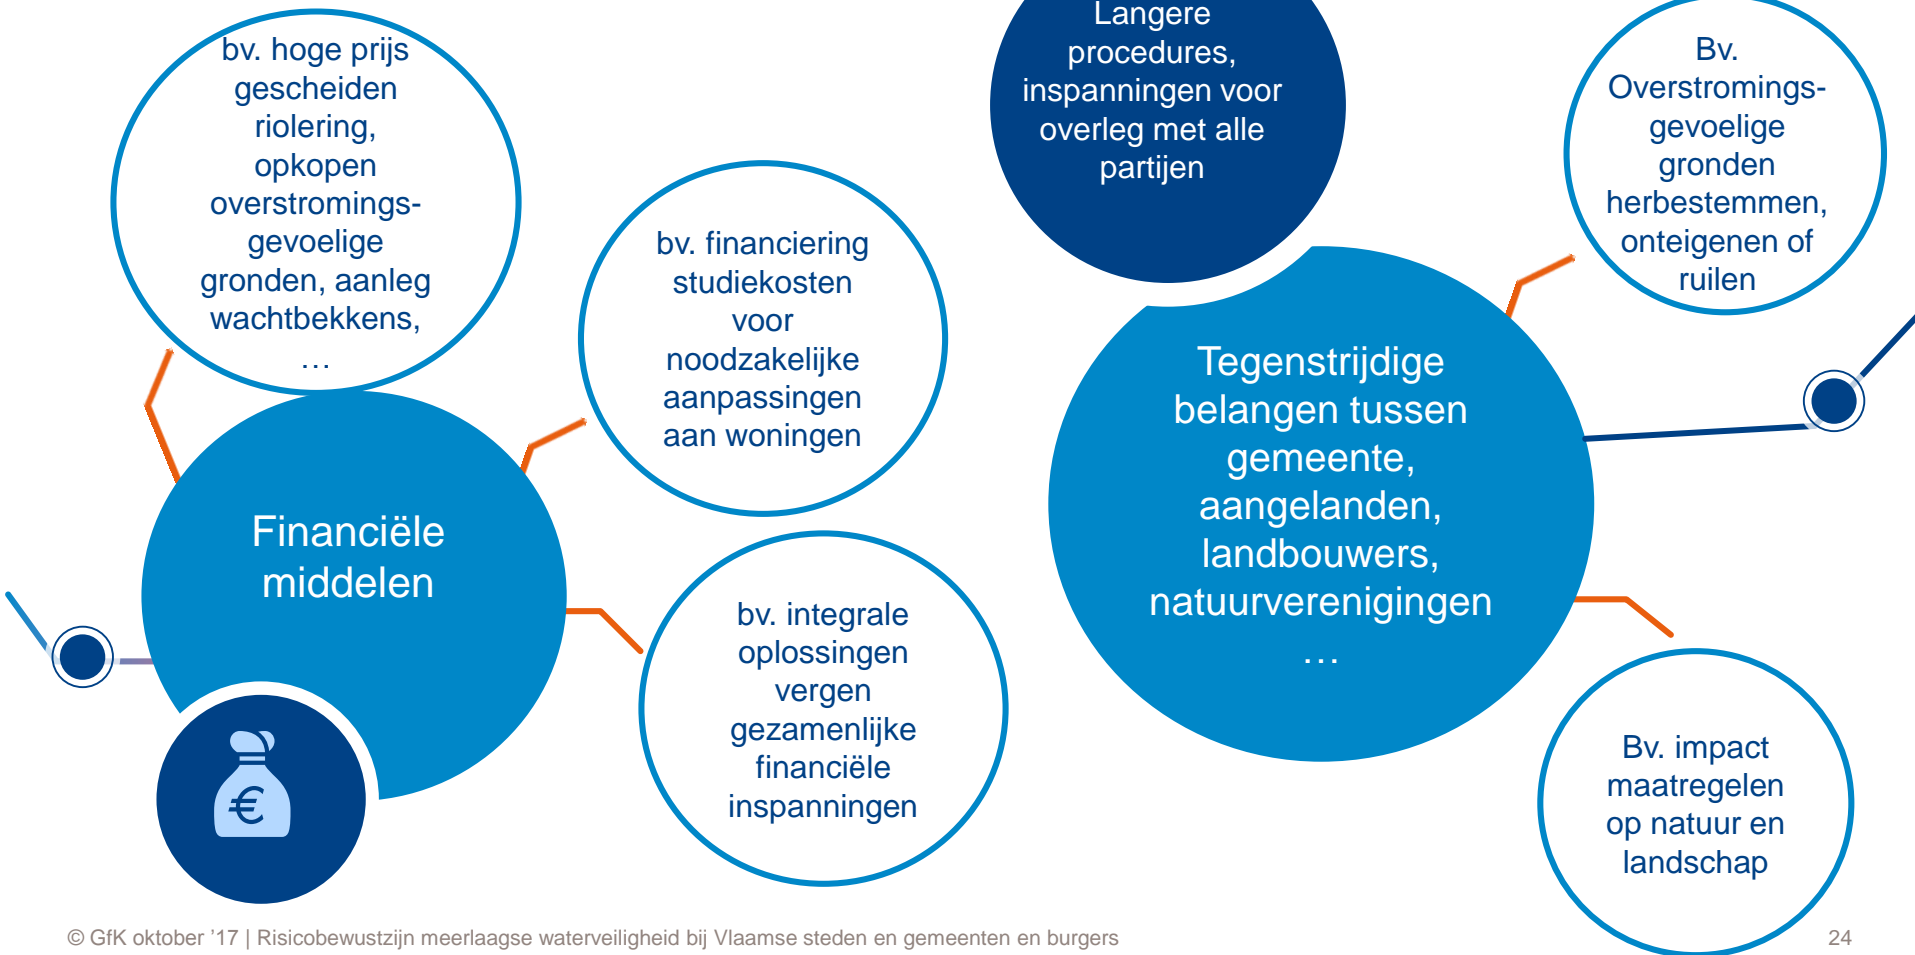 bv. hoge prijs
gescheiden
riolering,
opkopen
overstromings-
gevoelige
gronden, aanleg
wachtbekkens,
…
bv. financiering
studiekosten
voor
noodzakelijke
aanpassingen
aan woningen
Financiële
middelen
€
bv. integrale
oplossingen
vergen
gezamenlijke
financiële
inspanningen
Langere
procedures,
inspanningen voor
overleg met alle
partijen
Tegenstrijdige
belangen tussen
gemeente,
aangelanden,
landbouwers,
natuurverenigingen
…
Bv.
Overstromings-
gevoelige
gronden
herbestemmen,
onteigenen of
ruilen
Bv. impact
maatregelen
op natuur en
landschap
© GfK oktober ’17 | Risicobewustzijn meerlaagse waterveiligheid bij Vlaamse steden en gemeenten en burgers
24